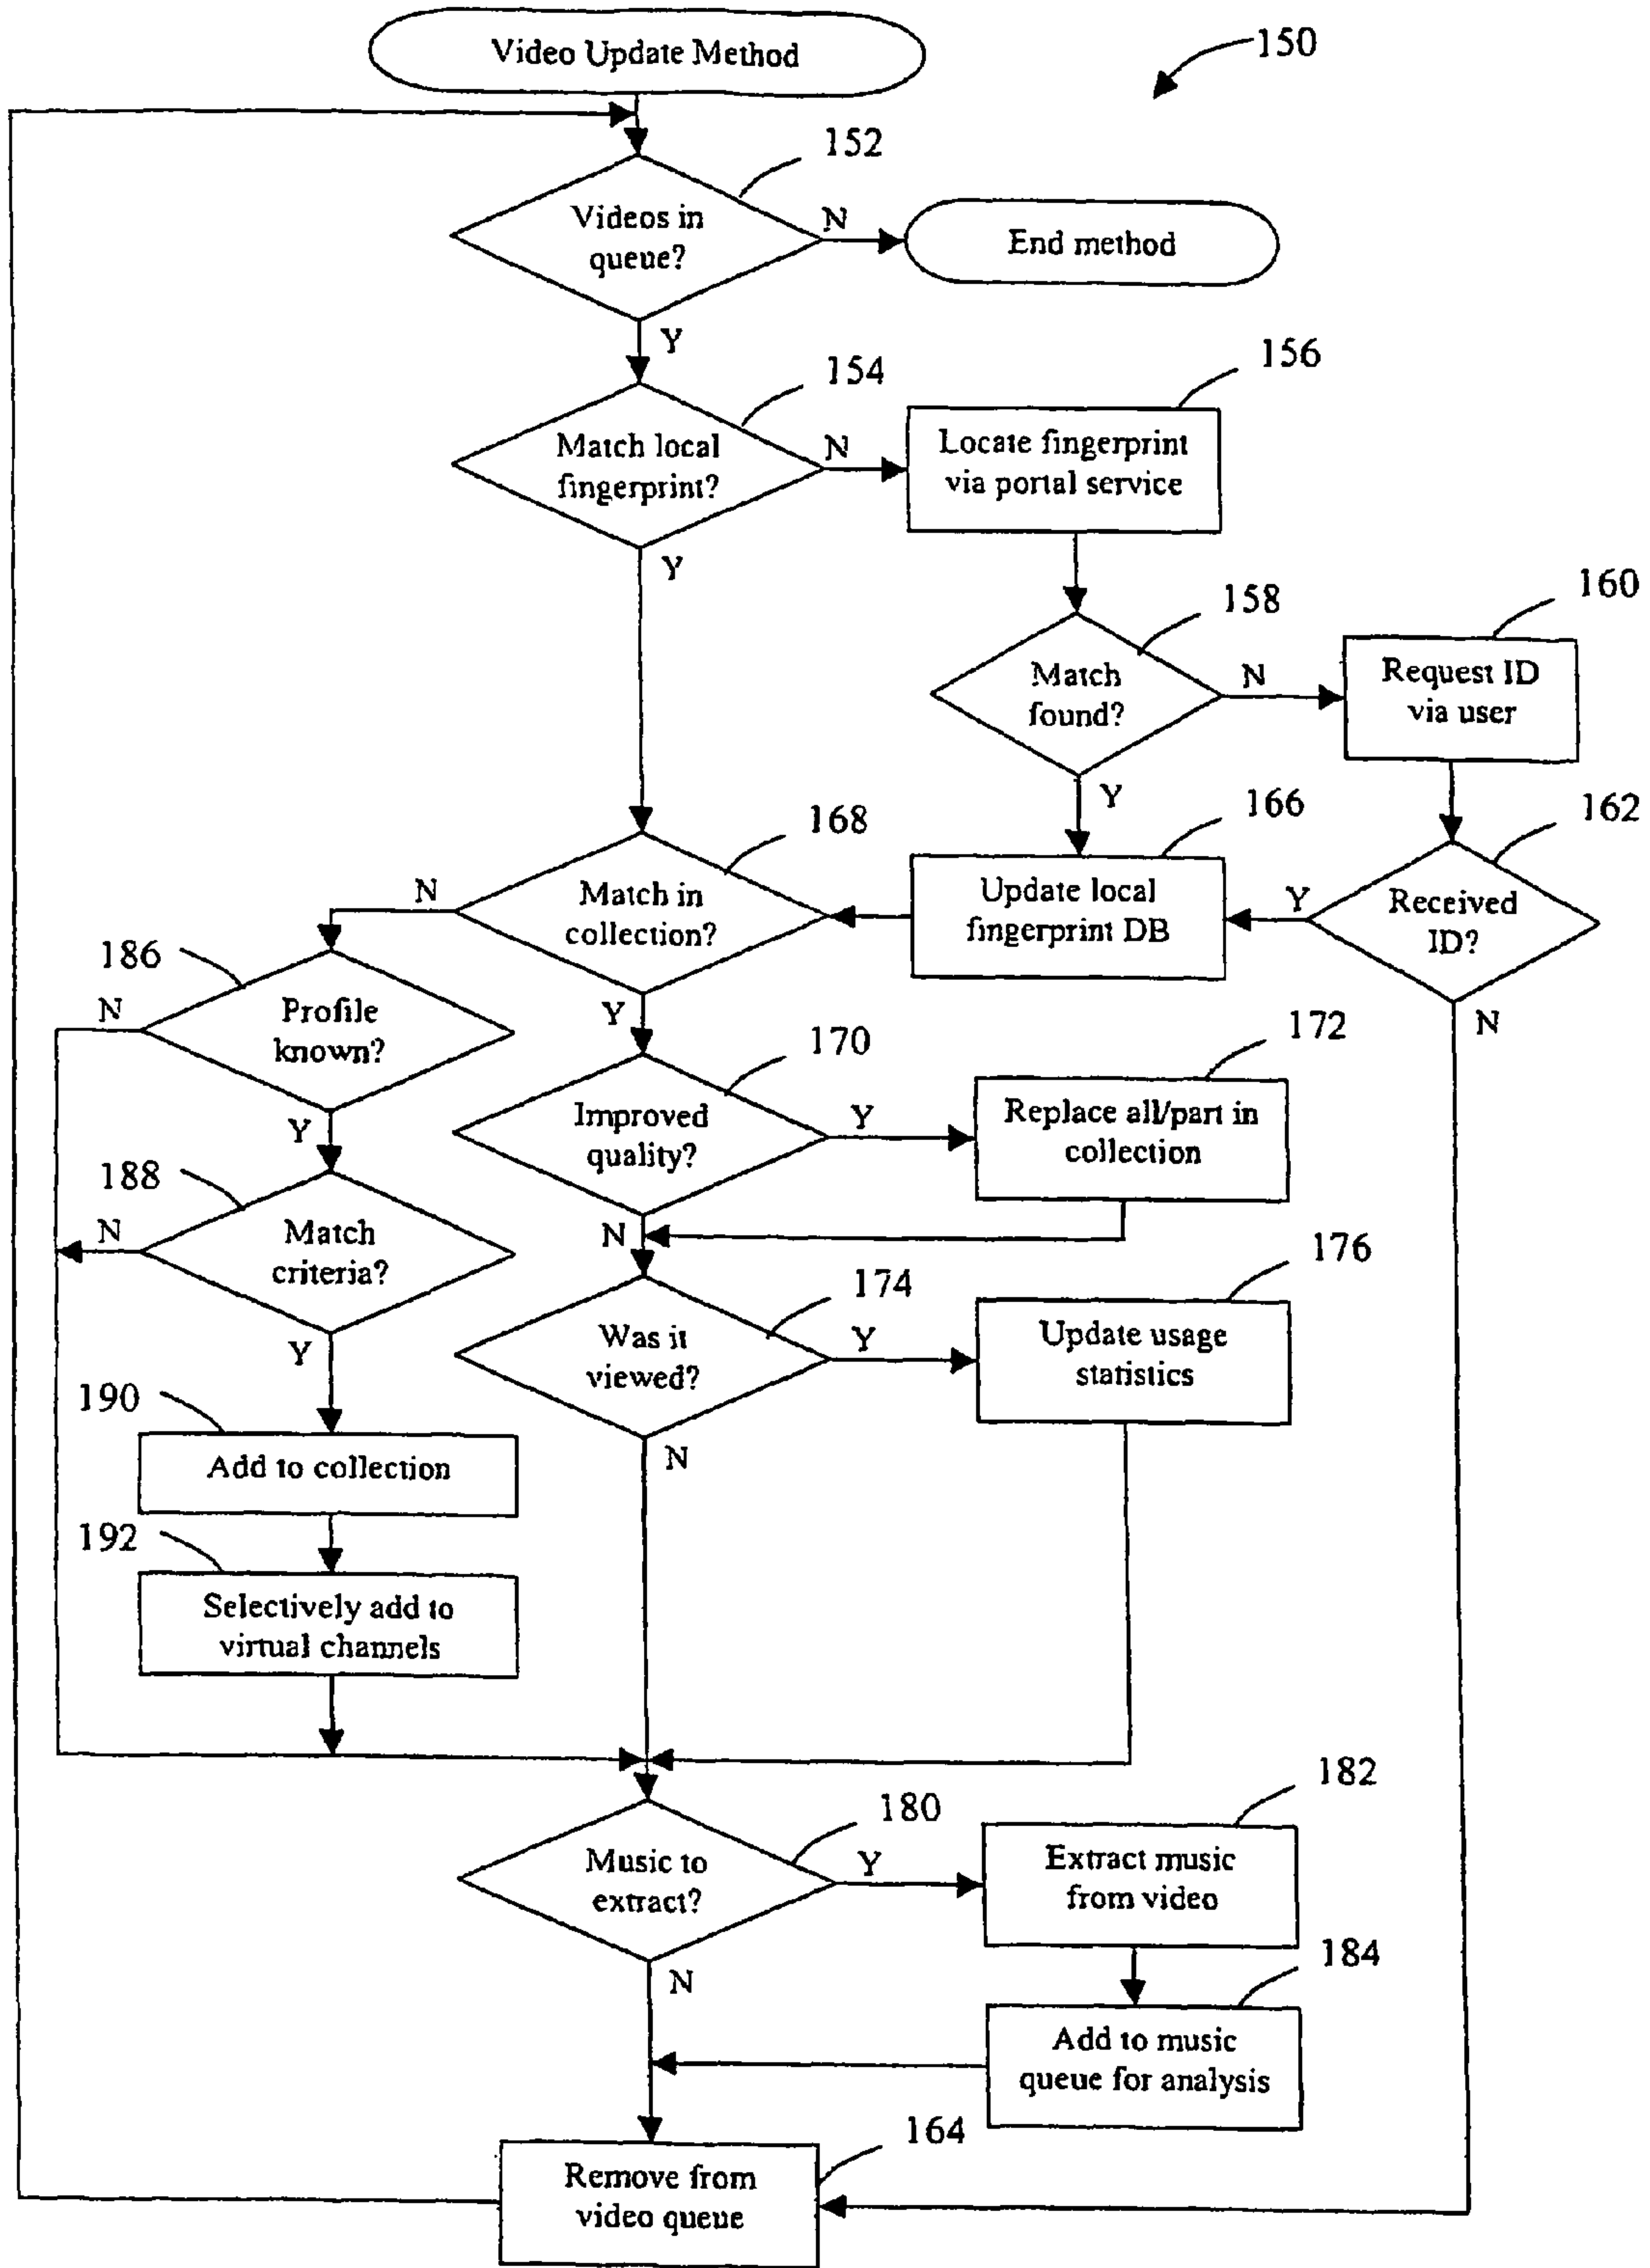 Video Update Method
150
152
Videos in
queue?
N
End method
Y
154
156
Match local
fingerprint?
N
Locate fingerprint
via portal service
Y
158
160
Match
found?
N
Request ID
via user
Y
162
166
168
N
Match in
collection?
Update local
fingerprint DB
Y
Received
ID?
N
186
N
Profile
known?
Y
Y
170
172
Improved
quality?
Y
Replace all/part in
collection
188
N
Match
criteria?
N
174
176
Y
Was it
viewed?
Y
Update usage
statistics
190
N
Add to collection
192
Selectively add to
virtual channels
180
182
Music to
extract?
Y
Extract music
from video
N
184
Add to music
queue for analysis
164
Remove from
video queue